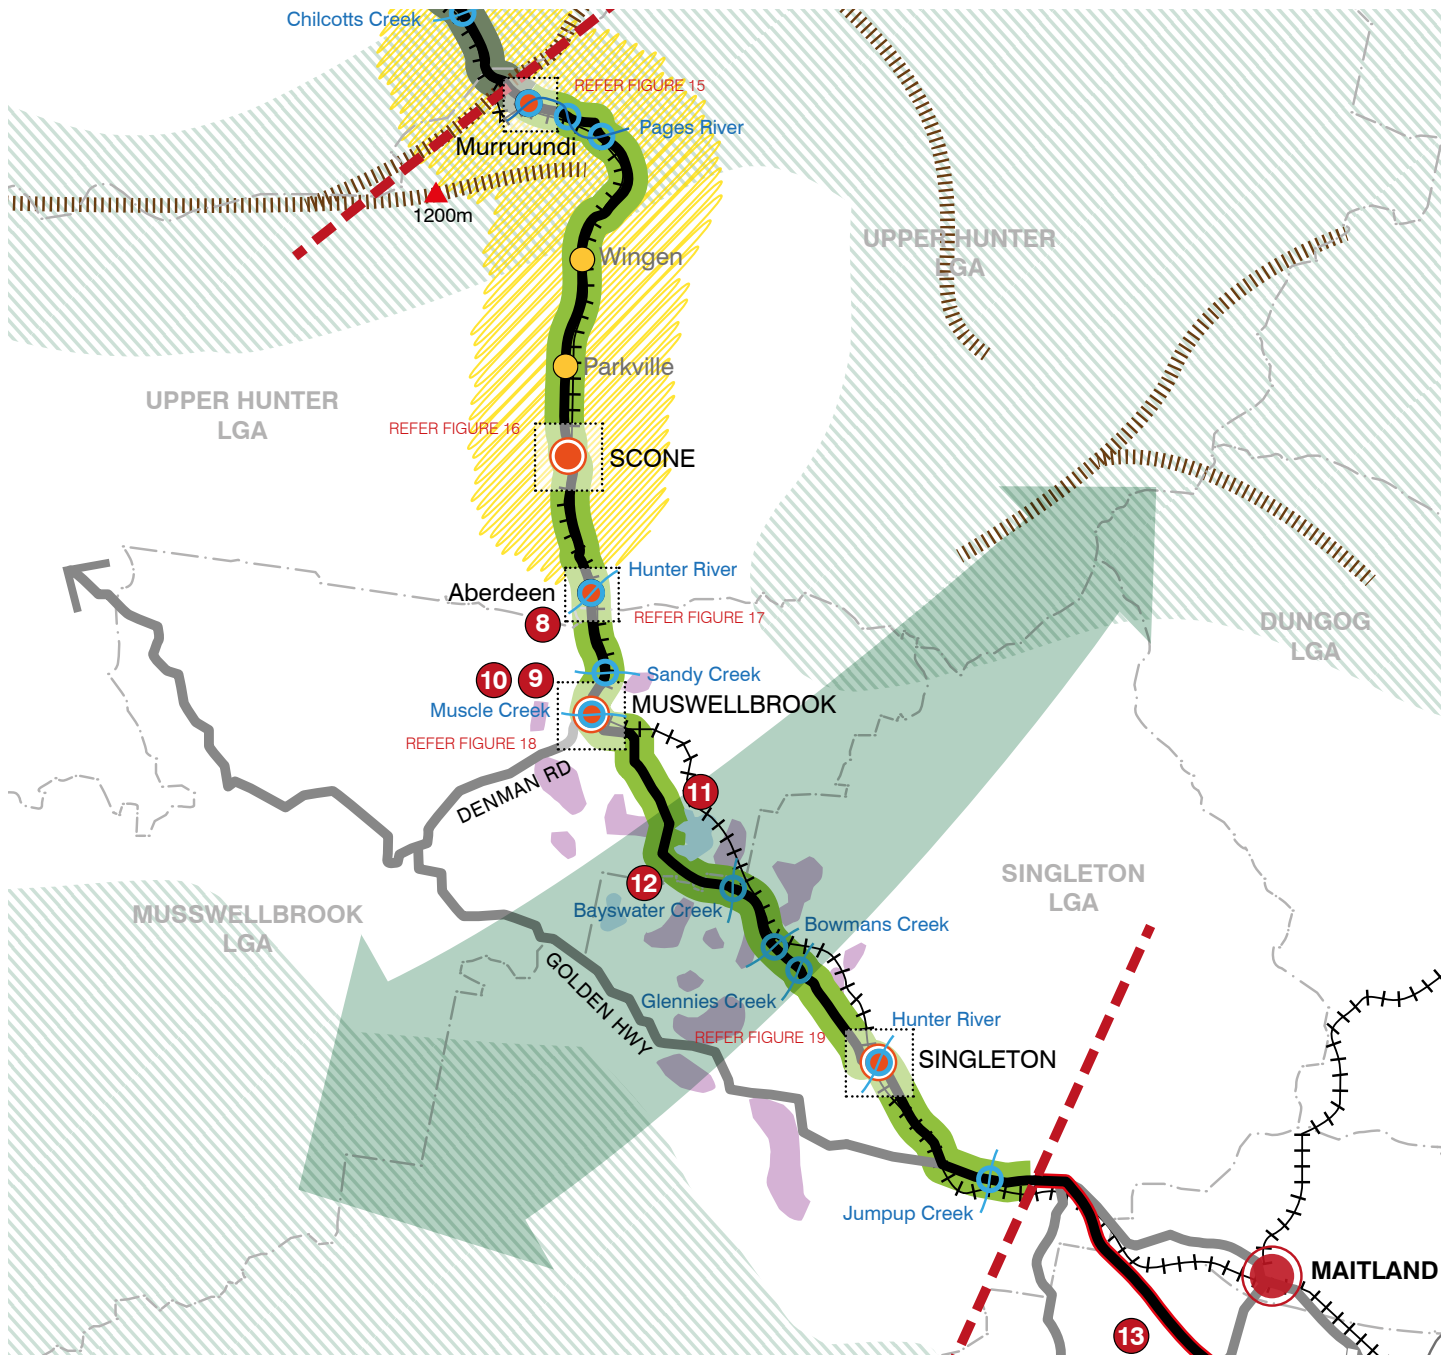 Chilcotts Creek
REFER FIGURE 15
Pages River
Murrurundi
1200m
UPPER HUNTER
LGA
Wingen
Parkville
UPPER HUNTER
LGA
REFER FIGURE 16
SCONE
Hunter River
Aberdeen
REFER FIGURE 17
8
DUNGOG
LGA
10
9
Sandy Creek
MUSWELLBROOK
Muscle Creek
REFER FIGURE 18
DENMAN RD
11
12
SINGLETON
LGA
MUSSWELLBROOK
LGA
Bayswater Creek
Bowmans Creek
GOLDEN HWY
Glennies Creek
Hunter River
REFER FIGURE 19
SINGLETON
Jumpup Creek
MAITLAND
13